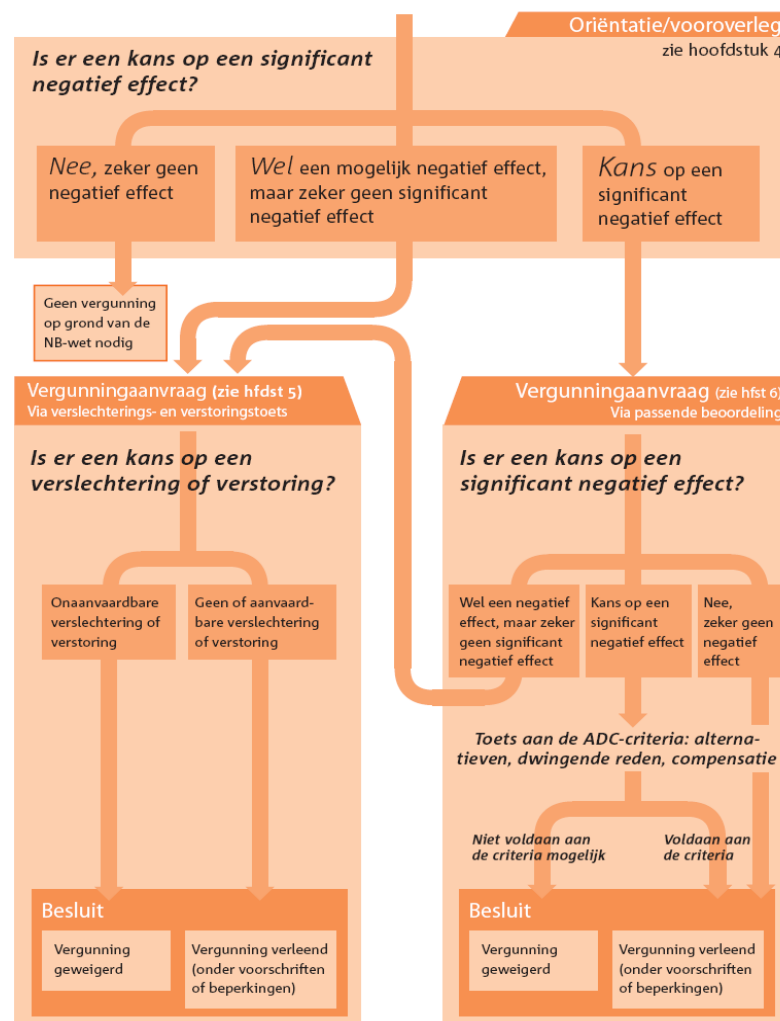 Oriëntatie/vooroverleg
zie hoofdstuk 4
Is er een kans op een significant
negatief effect?
Nee, zeker geen
negatief effect
Wel een mogelijk negatief effect,
maar zeker geen significant
negatief effect
Kans op een
significant
negatief effect
Geen vergunning
op grond van de
NB-wet nodig
Vergunningaanvraag (zie hfdst 5)
Via verslechterings- en verstoringstoets
Is er een kans op een
verslechtering of verstoring?
Onaanvaardbare
verslechtering of
verstoring
Geen of aanvaard-
bare verslechtering
of verstoring
Besluit
Vergunning
geweigerd
Vergunning verleend
(onder voorschriften
of beperkingen)
Vergunningaanvraag (zie hfst 6)
Via passende beoordeling
Is er een kans op een
significant negatief effect?
Wel een negatief
effect, maar zeker
geen significant
negatief effect
Kans op een
significant
negatief effect
Nee,
zeker geen
negatief
effect
Toets aan de ADC-criteria: alterna-
tieven, dwingende reden, compensatie
Niet voldaan aan
de criteria mogelijk
Voldaan aan
de criteria
Besluit
Vergunning
geweigerd
Vergunning verleend
(onder voorschriften
of beperkingen)